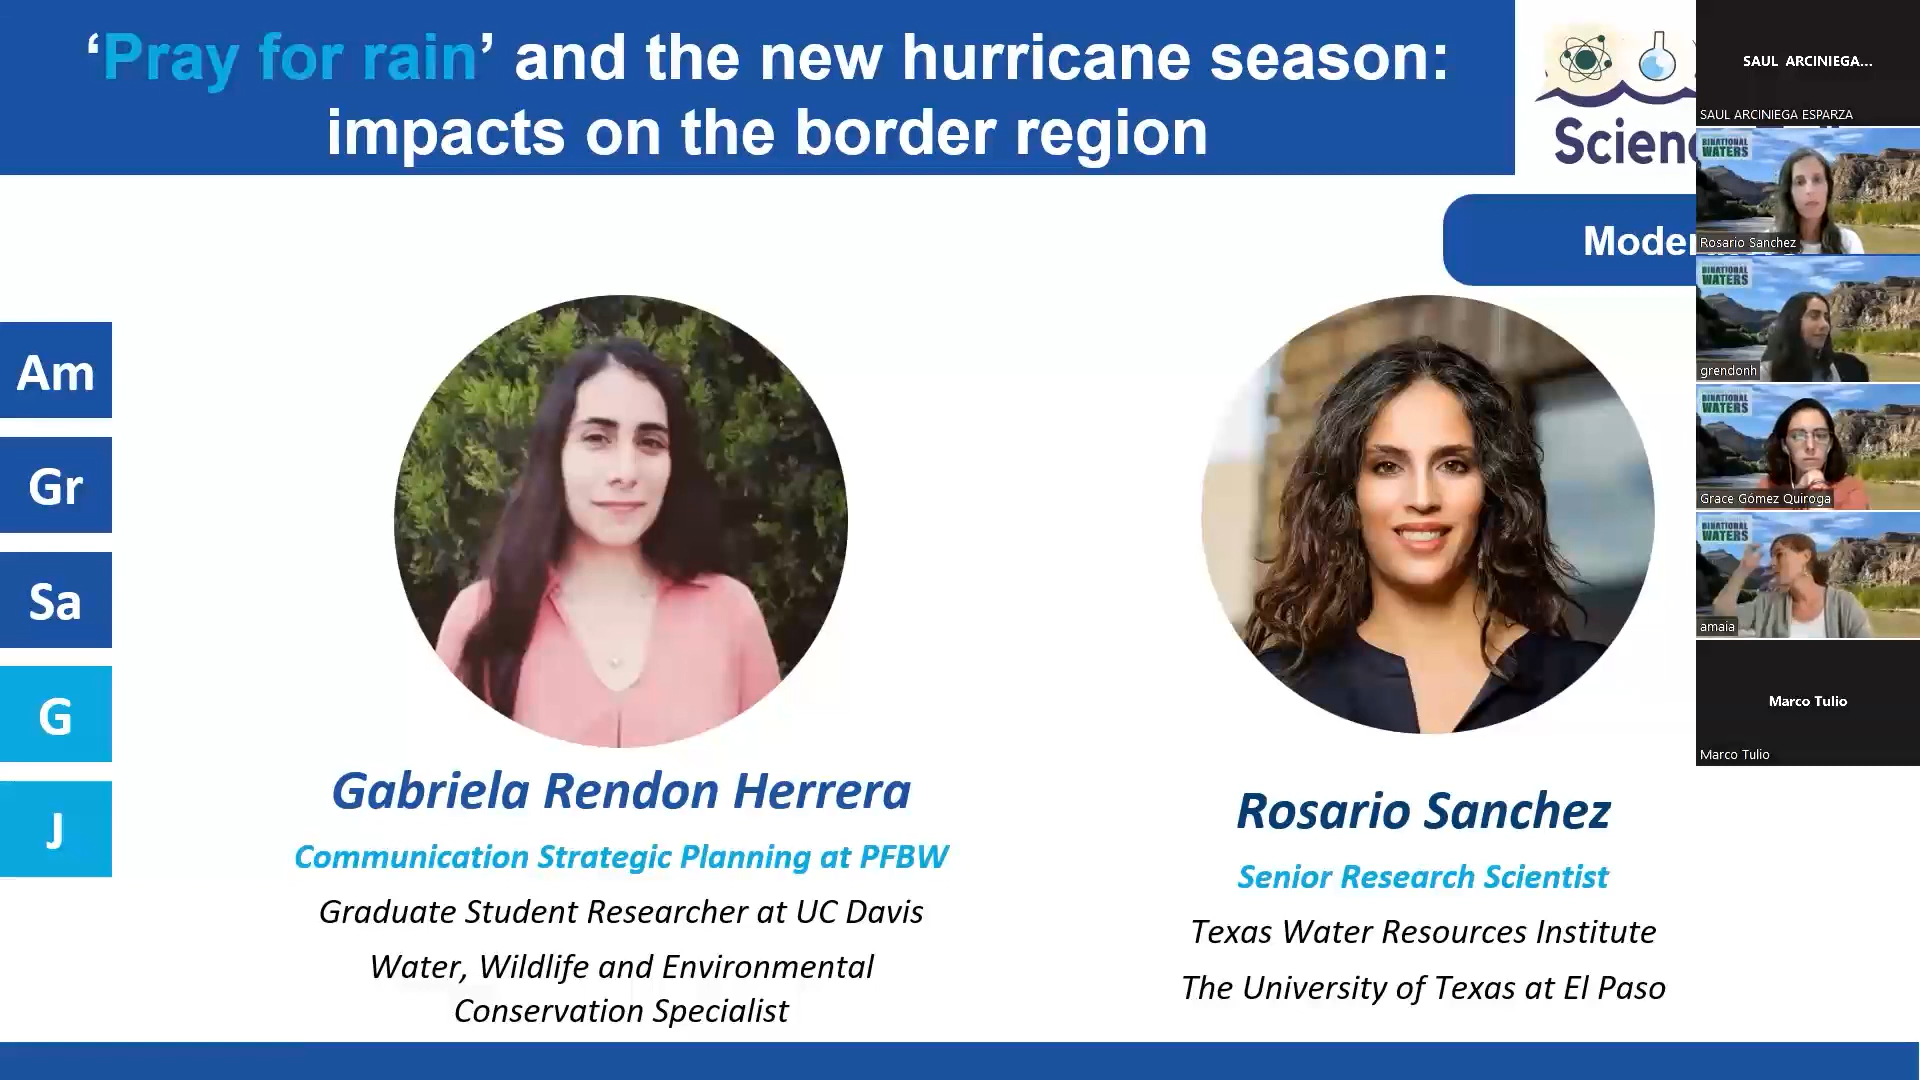 ‘Pray for rain’ and the new hurricane season:
impacts on the border region
Scien
Moder
Am
Gr
Sa
G
J
Gabriela Rendon Herrera
Communication Strategic Planning at PFBW
Graduate Student Researcher at UC Davis
Water, Wildlife and Environmental
Conservation Specialist
Rosario Sanchez
Senior Research Scientist
Texas Water Resources Institute
The University of Texas at El Paso
SAUL ARCINIEGA...
SAUL ARCINIEGA ESPARZA
BINATIONAL
WATERS
Rosario Sanchez
BINATIONAL
WATERS
grendonh
BINATIONAL
WATERS
Grace Gómez Quiroga
BINATIONAL
WATERS
amaia
Marco Tulio
Marco Tulio